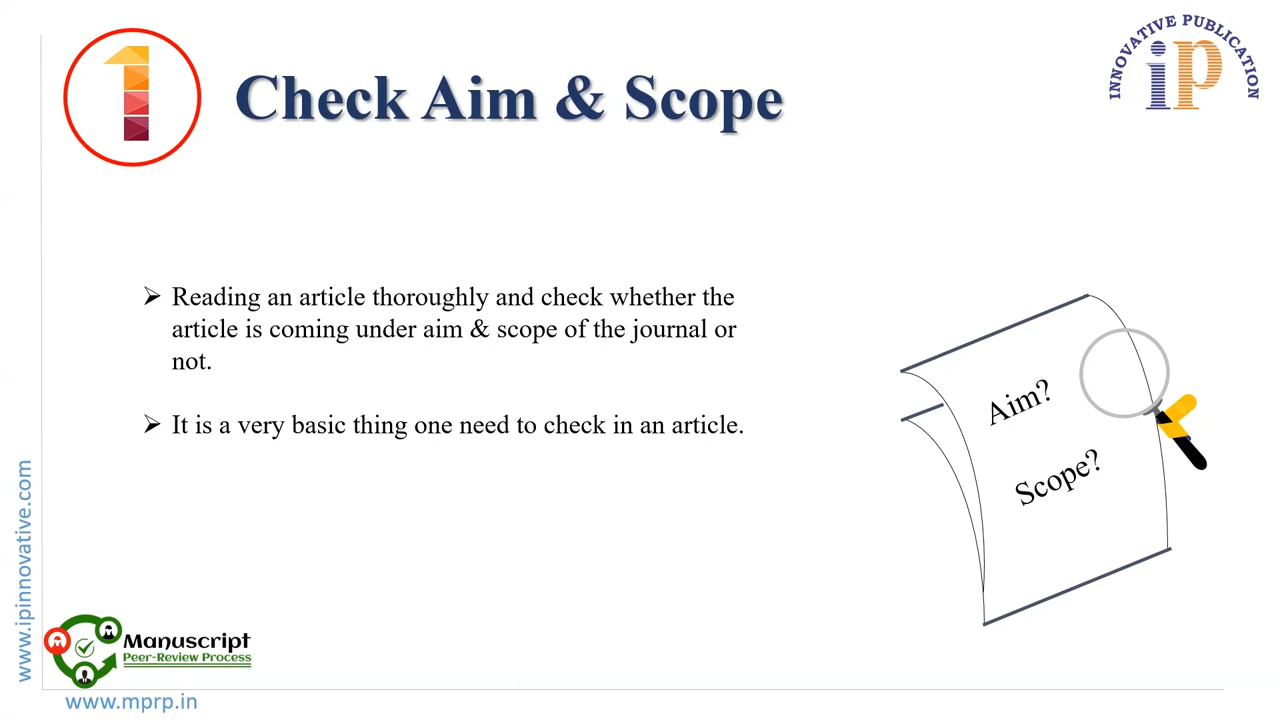 1
Check Aim & Scope
INNOVATIVE PUBLICATION
ip
➢ Reading an article thoroughly and check whether the
article is coming under aim & scope of the journal or
not.
➢ It is a very basic thing one need to check in an article.
Aim?
Scope?
www.ipinnovative.com
Manuscript
Peer-Review Process
www.mprp.in